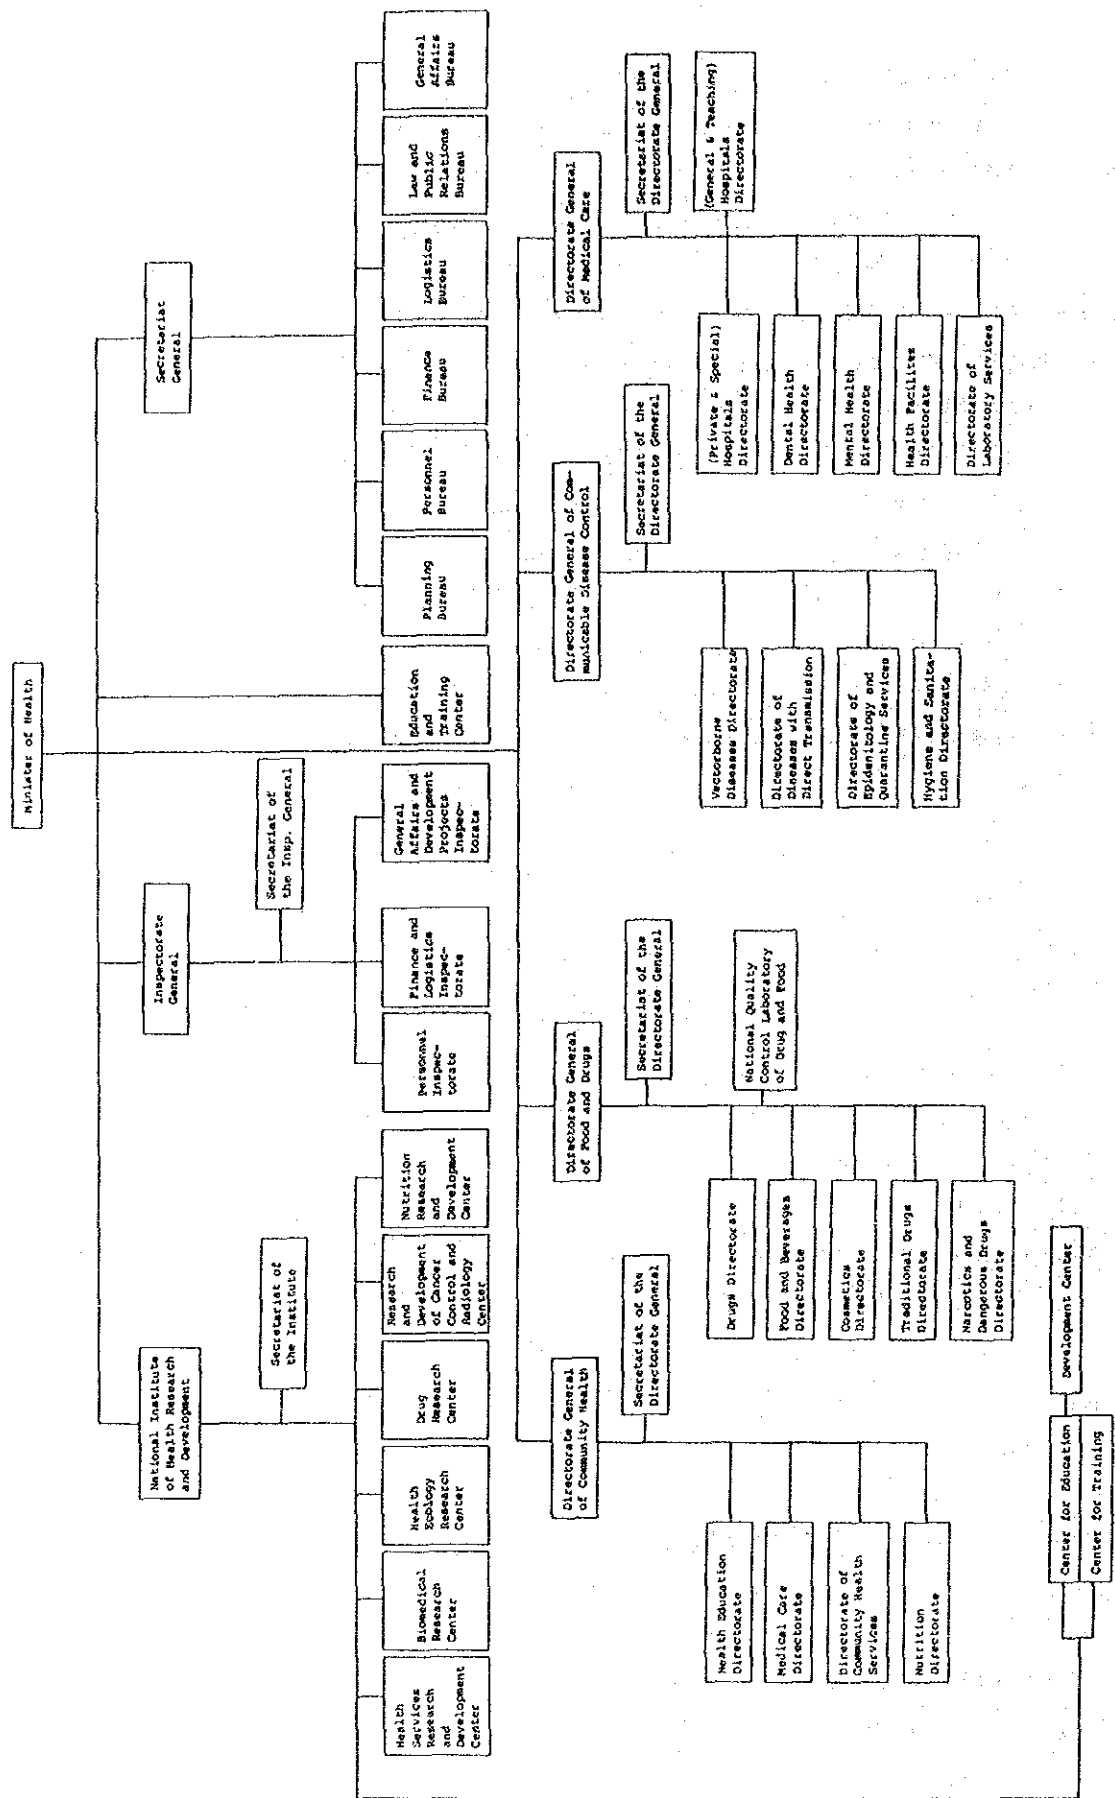 Minister of Health
National Institute
of Health Research
and Development
Inspectorate
General
Secretariat
General
Secretariat of
the Institute
Secretariat of
the Insp. General
Health
Services
Research
and
Development
Center
Biomedical
Research
Center
Health
Ecology
Research
Center
Drug
Research
Center
Research
and
Development
of Cancer
Control and
Radiology
Center
Nutrition
Research
and
Development
Center
Personnel
Inspec-
torate
Finance and
Logistics
Inspec-
torate
General
Affairs and
Development
Projects
Inspec-
torate
Education
and
Training
Center
Planning
Bureau
Personnel
Bureau
Finance
Bureau
Logistics
Bureau
Law and
Public
Relations
Bureau
General
Affairs
Bureau
Directorate General
of Community Health
Directorate General
of Food and Drugs
Directorate General of Com-
municable Disease Control
Directorate General
of Medical Care
Secretariat of the
Directorate General
Secretariat of the
Directorate General
Secretariat of the
Directorate General
Secretariat of the
Directorate General
Health Education
Directorate
Medical Care
Directorate
Directorate of
Community Health
Services
Nutrition
Directorate
Drugs Directorate
National Quality
Control Laboratory
of Drug and Food
Food and Beverages
Directorate
Cosmetics
Directorate
Traditional Drugs
Directorate
Narcotics and
Dangerous Drugs
Directorate
Vectorborne
Diseases Directorate
Directorate of
Diseases with
Direct Transmission
Directorate of
Epidenitology and
Quarantine Services
Hygiene and Sanita-
tion Directorate
(Private & Special)
Hospitals
Directorate
(General & Teaching)
Hospitals
Directorate
Dental Health
Directorate
Mental Health
Directorate
Health Facilites
Directorate
Directorate of
Laboratory Services
Center for Education
Development Center
Center for Training